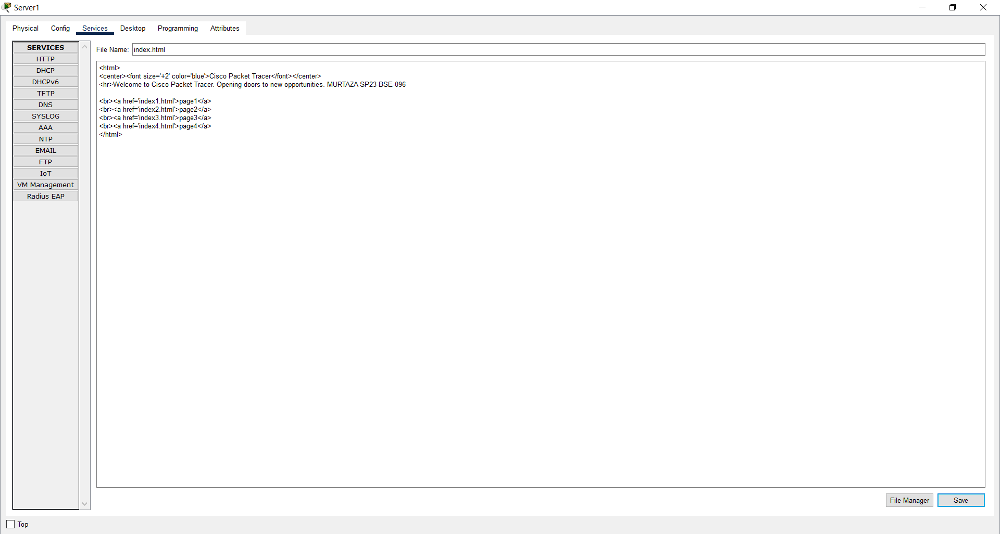 Server1
Physical Config Services Desktop Programming Attributes
SERVICES
HTTP
DHCP
DHCPv6
TFTP
DNS
SYSLOG
AAA
NTP
EMAIL
FTP
IoT
VM Management
Radius EAP
File Name: index.html
<html>
<center><font size='+2' color='blue'>Cisco Packet Tracer</font></center>
<hr>Welcome to Cisco Packet Tracer. Opening doors to new opportunities. MURTAZA SP23-BSE-096
<br><a href='index1.html'>page1</a>
<br><a href='index2.html'>page2</a>
<br><a href='index3.html'>page3</a>
<br><a href='index4.html'>page4</a>
</html>
File Manager Save
Top